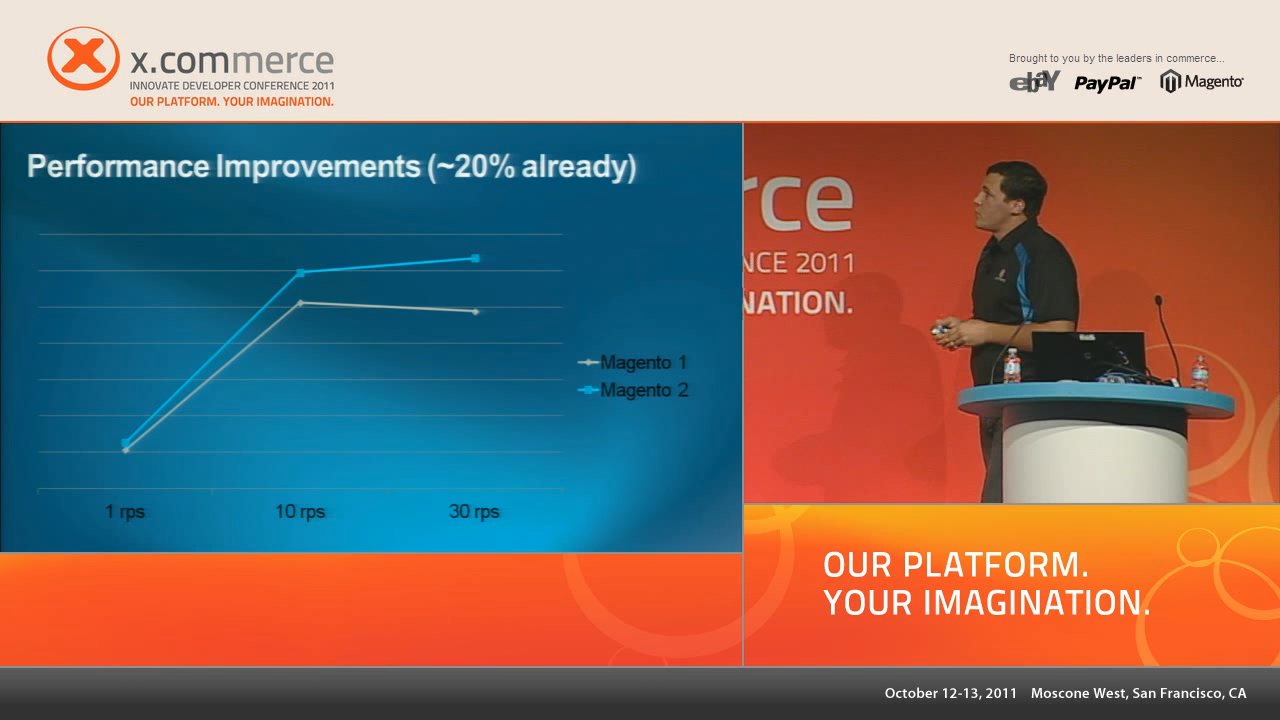 x.commerce
INNOVATE DEVELOPER CONFERENCE 2011
OUR PLATFORM. YOUR IMAGINATION.
Brought to you by the leaders in commerce...
ebaY PayPal™ Magento®
Performance Improvements (~20% already)
Magento 1
Magento 2
1 rps 10 rps 30 rps
rce
NCE 2011
NATION.
OUR PLATFORM.
YOUR IMAGINATION.
October 12-13, 2011 Moscone West, San Francisco, CA